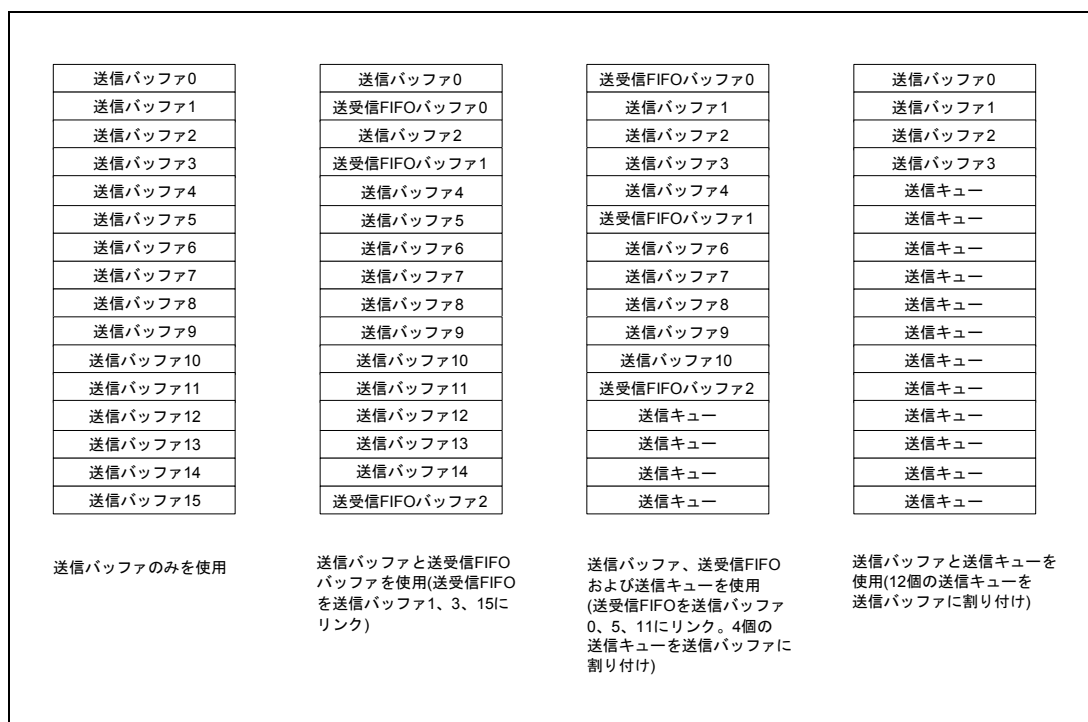 送信バッファ0
送信バッファ1
送信バッファ2
送信バッファ3
送信バッファ4
送信バッファ5
送信バッファ6
送信バッファ7
送信バッファ8
送信バッファ9
送信バッファ10
送信バッファ11
送信バッファ12
送信バッファ13
送信バッファ14
送信バッファ15
送信バッファのみを使用
送信バッファ0
送受信FIFOバッファ0
送信バッファ2
送受信FIFOバッファ1
送信バッファ4
送信バッファ5
送信バッファ6
送信バッファ7
送信バッファ8
送信バッファ9
送信バッファ10
送信バッファ11
送信バッファ12
送信バッファ13
送信バッファ14
送受信FIFOバッファ2
送信バッファと送受信FIFO
バッファを使用(送受信FIFO
を送信バッファ1、3、15に
リンク)
送受信FIFOバッファ0
送信バッファ1
送信バッファ2
送信バッファ3
送信バッファ4
送受信FIFOバッファ1
送信バッファ6
送信バッファ7
送信バッファ8
送信バッファ9
送信バッファ10
送受信FIFOバッファ2
送信キュー
送信キュー
送信キュー
送信キュー
送信バッファ、送受信FIFO
および送信キューを使用
(送受信FIFOを送信バッファ
0、5、11にリンク。4個の
送信キューを送信バッファに
割り付け)
送信バッファ0
送信バッファ1
送信バッファ2
送信バッファ3
送信キュー
送信キュー
送信キュー
送信キュー
送信キュー
送信キュー
送信キュー
送信キュー
送信キュー
送信キュー
送信キュー
送信キュー
送信バッファと送信キューを
使用(12個の送信キューを
送信バッファに割り付け)